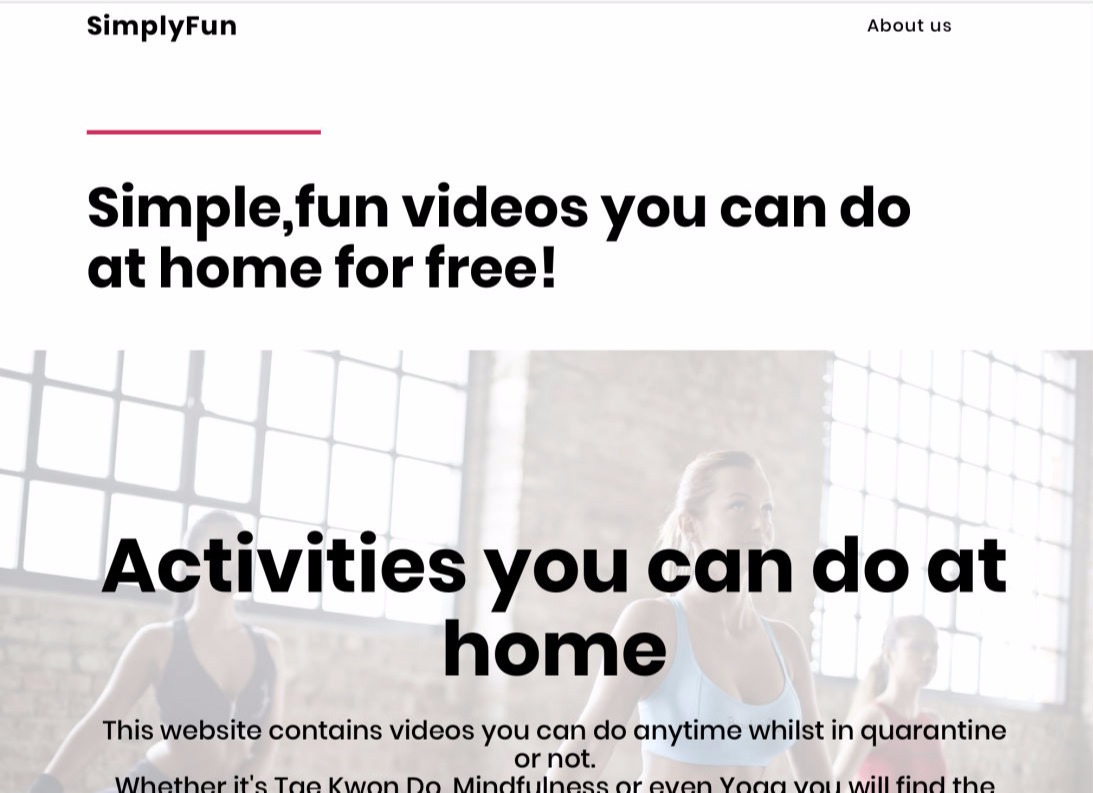 SimplyFun
About us
Simple,fun videos you can do
at home for free!
Activities you can do at
home
This website contains videos you can do anytime whilst in quarantine
or not.
Whether it's Tae Kwon Do, Mindfulness or even Yoga you will find the